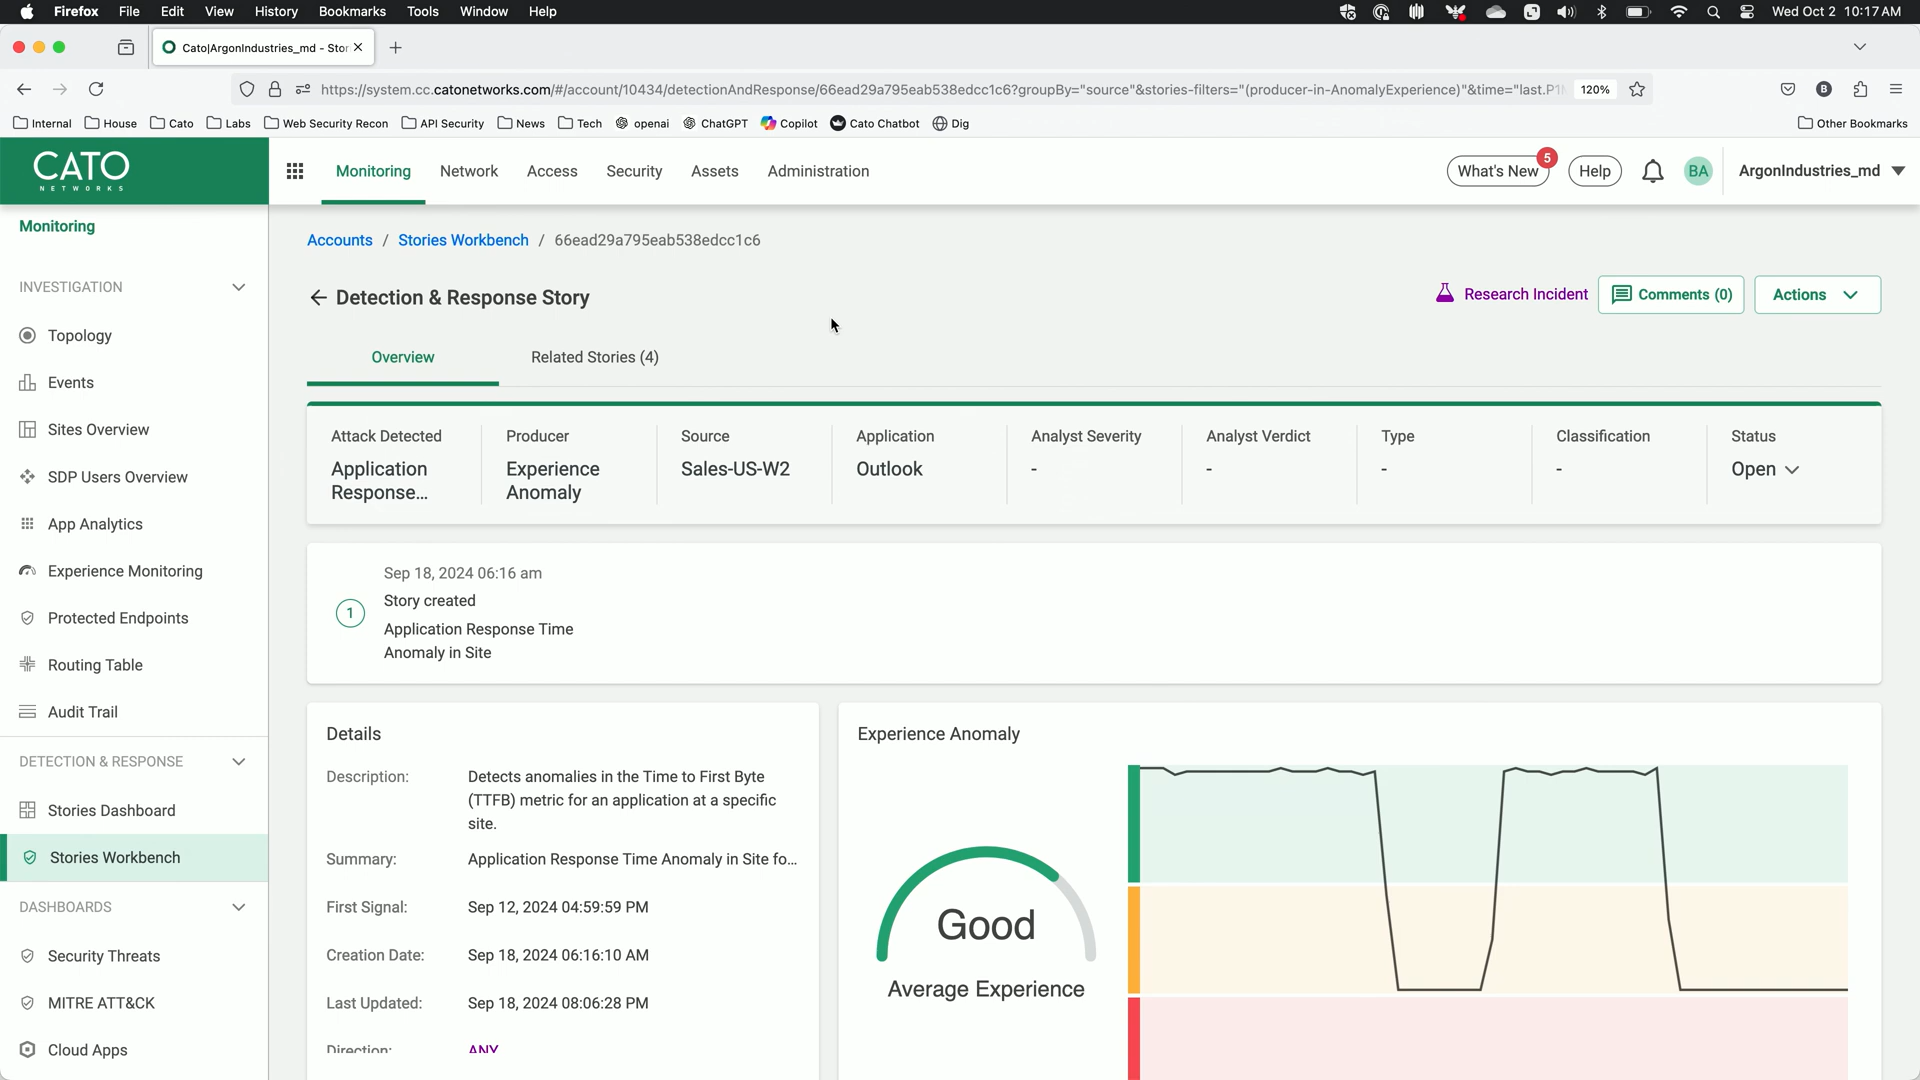 Firefox File Edit View History Bookmarks Tools Window Help Wed Oct 2 10:17 AM
Cato|ArgonIndustries_md - Stor
https://system.cc.catonetworks.com/#/account/10434/detectionAndResponse/66ead29a795eab538edcc1c6?groupBy="source"&stories-filters="(producer-in-AnomalyExperience)"&time="last.P1M 120%
Internal House Cato Labs Web Security Recon API Security News Tech openai ChatGPT Copilot Cato Chatbot Dig Other Bookmarks
CATO
NETWORKS
Monitoring Network Access Security Assets Administration What's New 5 Help BA ArgonIndustries_md
Monitoring
INVESTIGATION
Topology
Events
Sites Overview
SDP Users Overview
App Analytics
Experience Monitoring
Protected Endpoints
Routing Table
Audit Trail
DETECTION & RESPONSE
Stories Dashboard
Stories Workbench
DASHBOARDS
Security Threats
MITRE ATT&CK
Cloud Apps
Accounts / Stories Workbench / 66ead29a795eab538edcc1c6
Detection & Response Story
Research Incident Comments (0) Actions
Overview Related Stories (4)
Attack Detected Producer Source Application Analyst Severity Analyst Verdict Type Classification Status
Application Experience Sales-US-W2 Outlook - - - - Open
Response... Anomaly
Sep 18, 2024 06:16 am
1 Story created
Application Response Time
Anomaly in Site
Details
Description: Detects anomalies in the Time to First Byte
(TTFB) metric for an application at a specific
site.
Summary: Application Response Time Anomaly in Site fo...
First Signal: Sep 12, 2024 04:59:59 PM
Creation Date: Sep 18, 2024 06:16:10 AM
Last Updated: Sep 18, 2024 08:06:28 PM
Direction: ANY
Experience Anomaly
Good
Average Experience